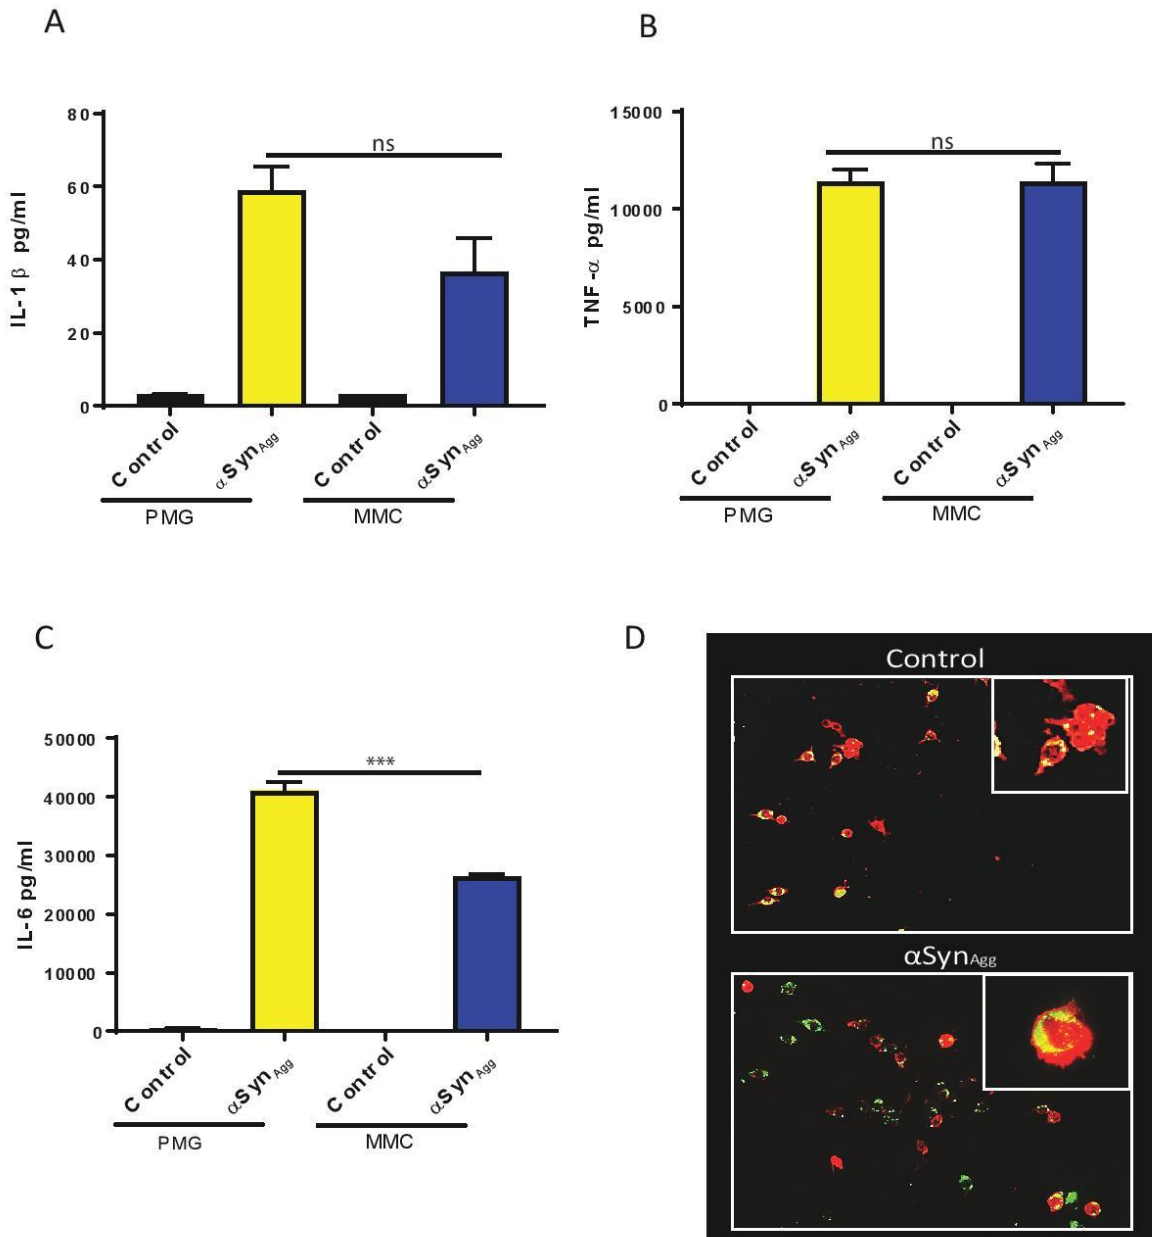 A
IL-1 β pg/ml
80
60
40
20
0
ns
Control
αSynAgg
Control
αSynAgg
PMG
MMC
B
TNF-α pg/ml
15000
10000
5000
0
ns
Control
αSynAgg
Control
αSynAgg
PMG
MMC
C
IL-6 pg/ml
50000
40000
30000
20000
10000
0
***
Control
αSynAgg
Control
αSynAgg
PMG
MMC
D
Control
αSynAgg